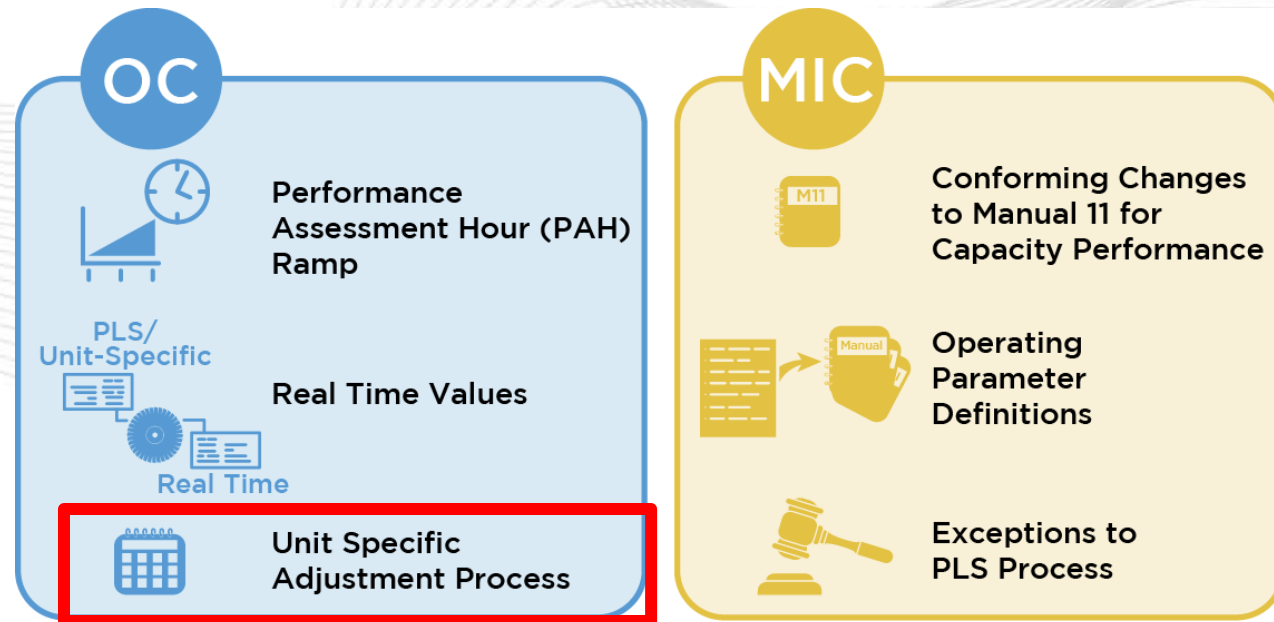 OC
Performance
Assessment Hour (PAH)
Ramp
PLS/
Unit-Specific
Real Time Values
Real Time
Unit Specific
Adjustment Process
MIC
M11
Conforming Changes
to Manual 11 for
Capacity Performance
Manual
Operating
Parameter
Definitions
Exceptions to
PLS Process